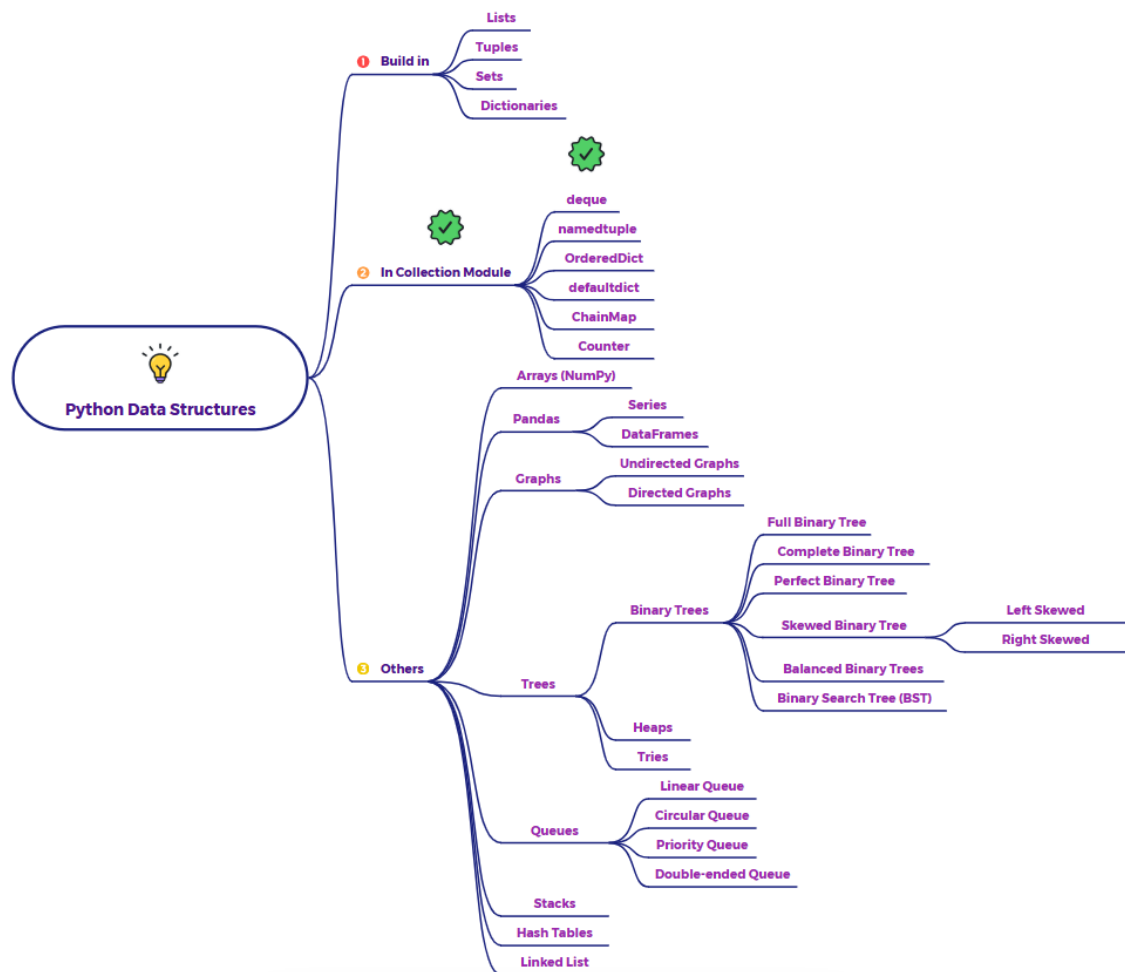 Python Data Structures
1 Build in
Lists
Tuples
Sets
Dictionaries
2 In Collection Module
deque
namedtuple
OrderedDict
defaultdict
ChainMap
Counter
3 Others
Arrays (NumPy)
Pandas
Series
DataFrames
Graphs
Undirected Graphs
Directed Graphs
Trees
Binary Trees
Full Binary Tree
Complete Binary Tree
Perfect Binary Tree
Skewed Binary Tree
Left Skewed
Right Skewed
Balanced Binary Trees
Binary Search Tree (BST)
Heaps
Tries
Queues
Linear Queue
Circular Queue
Priority Queue
Double-ended Queue
Stacks
Hash Tables
Linked List